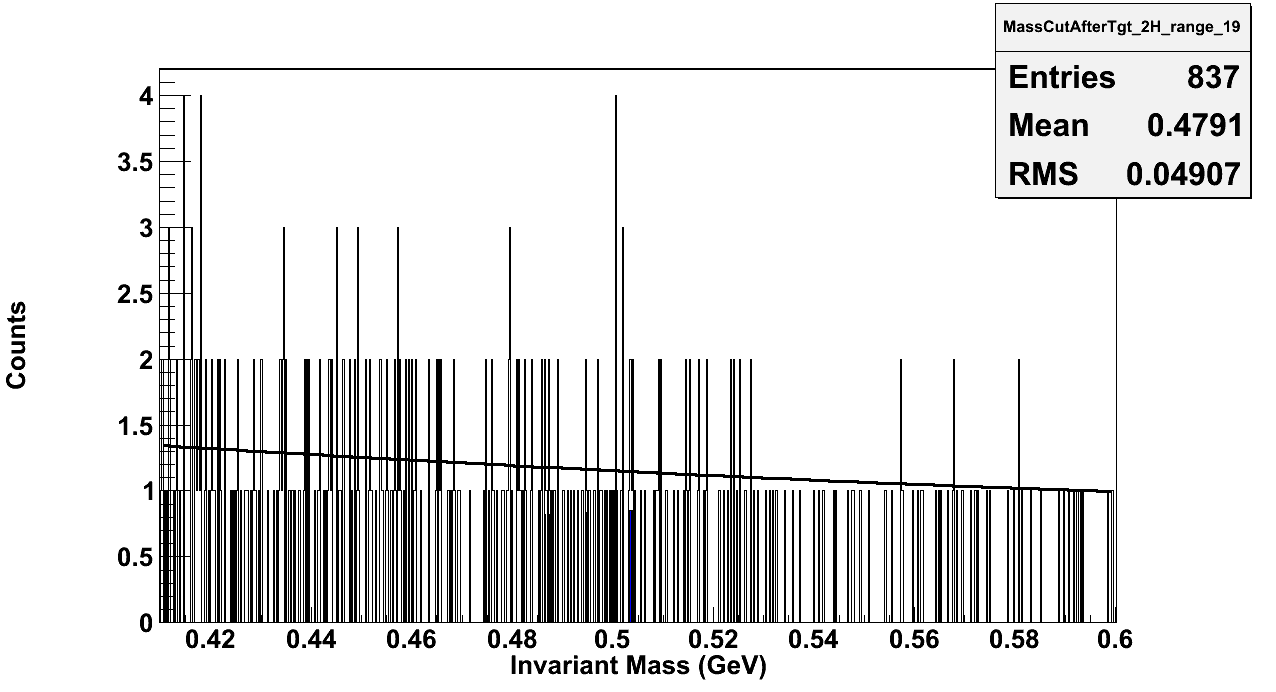 MassCutAfterTgt_2H_range_19
Entries 837
Mean 0.4791
RMS 0.04907
4
3.5
3
2.5
2
1.5
1
0.5
0
Counts
0.42 0.44 0.46 0.48 0.5 0.52 0.54 0.56 0.58 0.6
Invariant Mass (GeV)